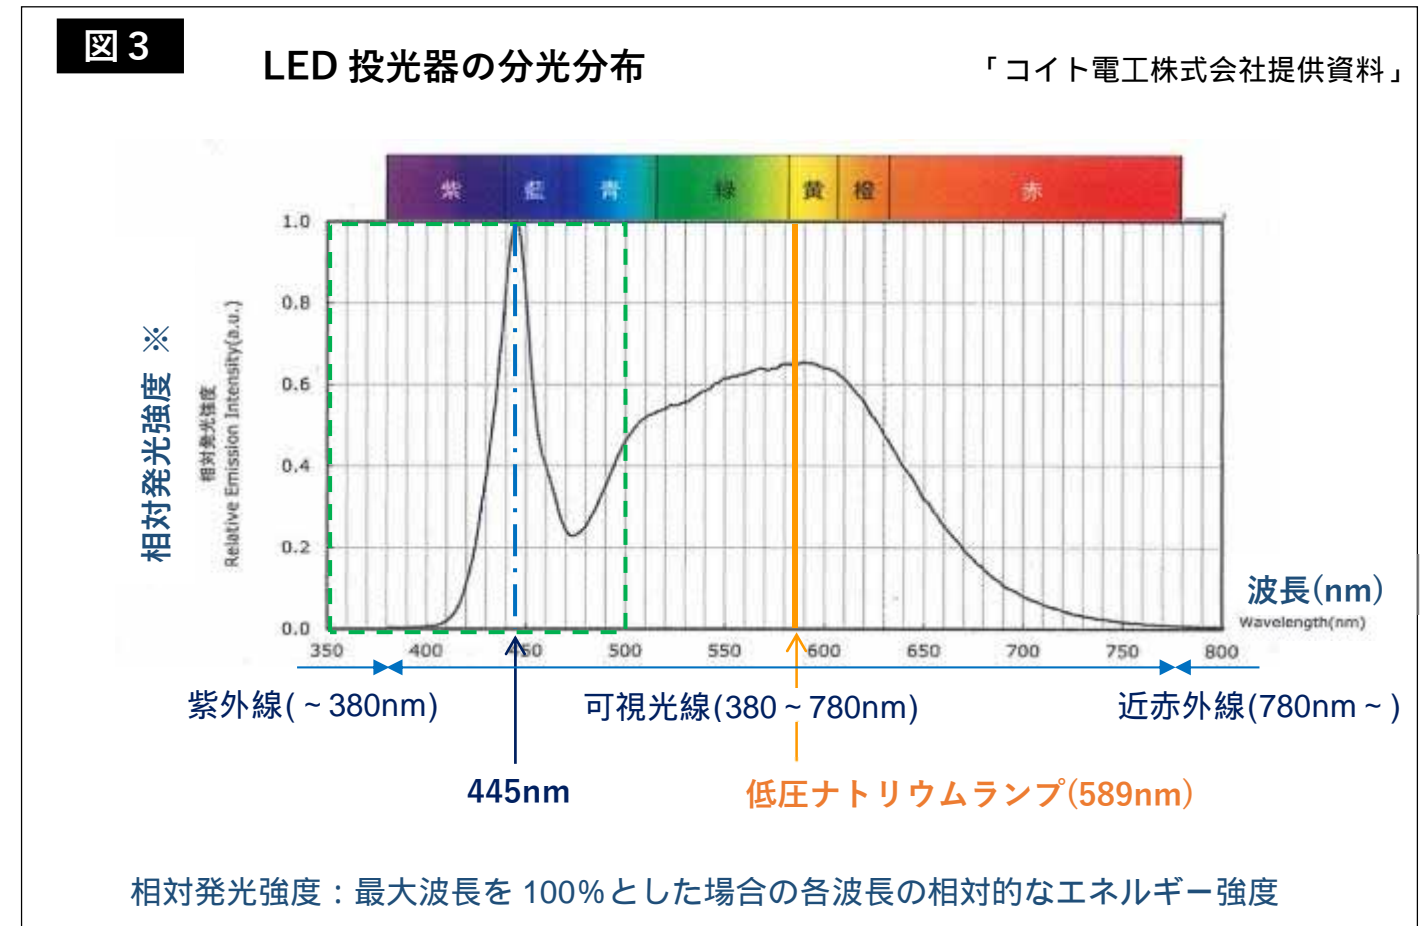 図3
LED 投光器の分光分布
「コイト電工株式会社提供資料」
紫 藍 青 緑 黄 橙 赤
相対発光強度 ※
相対発光強度
Relative Emission Intensity(a.u.)
1.0
0.8
0.6
0.4
0.2
0.0
350 400 450 500 550 600 650 700 750 800
波長(nm)
Wavelength(nm)
紫外線(~380nm)
可視光線(380~780nm)
近赤外線(780nm~)
445nm
低圧ナトリウムランプ(589nm)
相対発光強度：最大波長を 100%とした場合の各波長の相対的なエネルギー強度